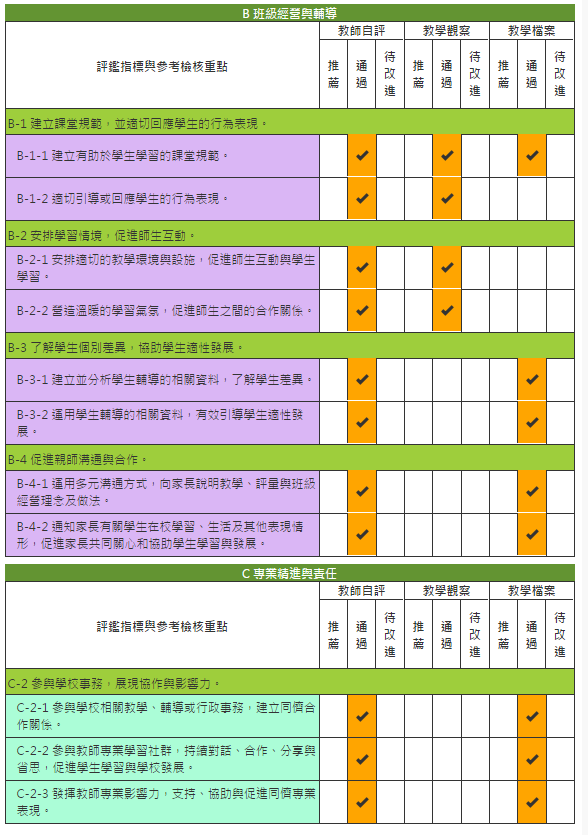 B 班級經營與輔導
評鑑指標與參考檢核重點
教師自評
教學觀察
教學檔案
推薦
通過
待改進
推薦
通過
待改進
推薦
通過
待改進
B-1 建立課堂規範，並適切回應學生的行為表現。
B-1-1 建立有助於學生學習的課堂規範。
B-1-2 適切引導或回應學生的行為表現。
B-2 安排學習情境，促進師生互動。
B-2-1 安排適切的教學環境與設施，促進師生互動與學生
學習。
B-2-2 營造溫暖的學習氣氛，促進師生之間的合作關係。
B-3 了解學生個別差異，協助學生適性發展。
B-3-1 建立並分析學生輔導的相關資料，了解學生差異。
B-3-2 運用學生輔導的相關資料，有效引導學生適性發
展。
B-4 促進親師溝通與合作。
B-4-1 運用多元溝通方式，向家長說明教學、評量與班級
經營理念及做法。
B-4-2 通知家長有關學生在校學習、生活及其他表現情
形，促進家長共同關心和協助學生學習與發展。
C 專業精進與責任
評鑑指標與參考檢核重點
教師自評
教學觀察
教學檔案
推薦
通過
待改進
推薦
通過
待改進
推薦
通過
待改進
C-2 參與學校事務，展現協作與影響力。
C-2-1 參與學校相關教學、輔導或行政事務，建立同儕合
作關係。
C-2-2 參與教師專業學習社群，持續對話、合作、分享與
省思，促進學生學習與學校發展。
C-2-3 發揮教師專業影響力，支持、協助與促進同儕專業
表現。